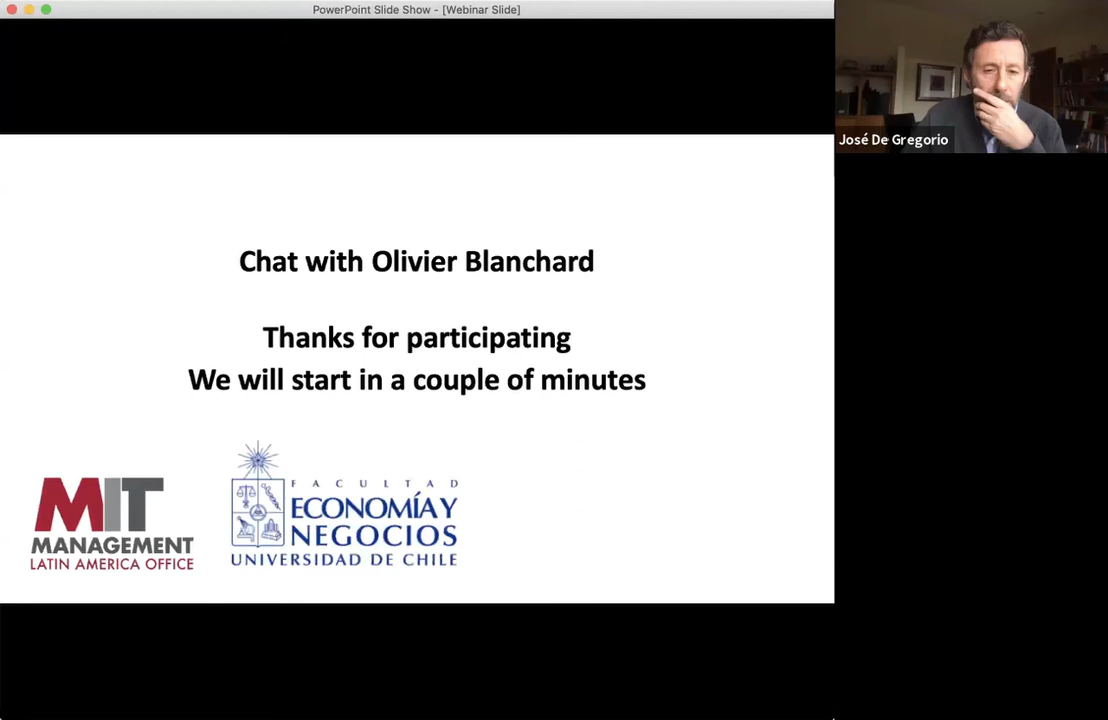 PowerPoint Slide Show - [Webinar Slide]
José De Gregorio
Chat with Olivier Blanchard
Thanks for participating
We will start in a couple of minutes
MIT
MANAGEMENT
LATIN AMERICA OFFICE
FACULTAD
ECONOMÍA Y
NEGOCIOS
UNIVERSIDAD DE CHILE